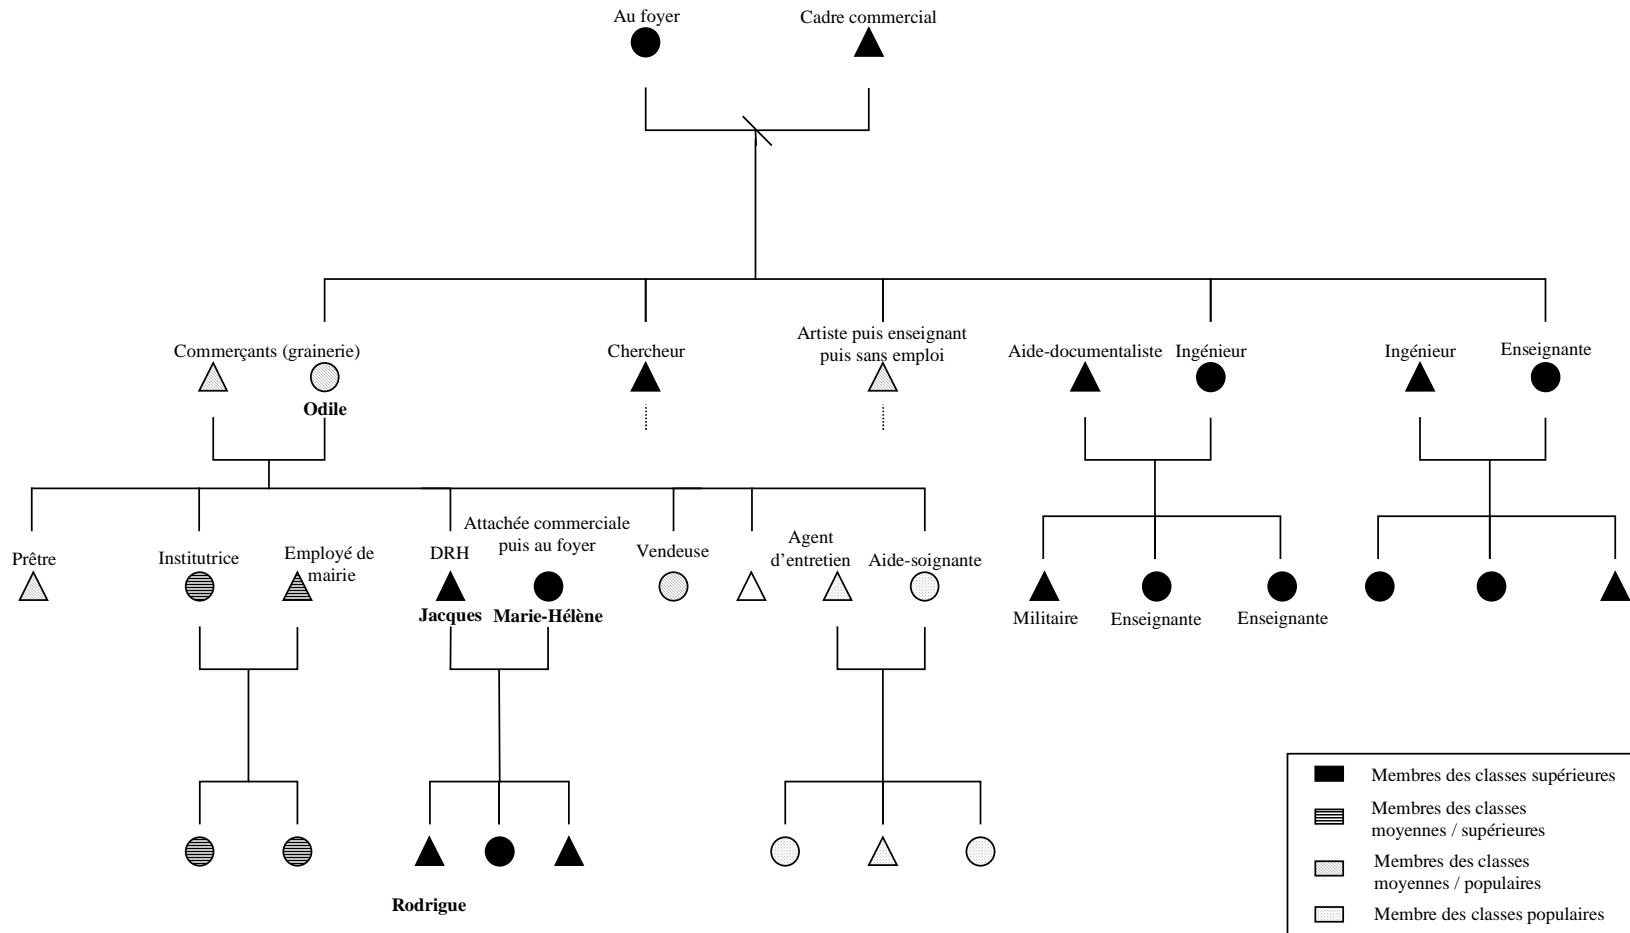 Au foyer
Cadre commercial
Commerçants (grainerie)
Odile
Chercheur
Artiste puis enseignant
puis sans emploi
Aide-documentaliste
Ingénieur
Ingénieur
Enseignante
Prêtre
Institutrice
Employé de
mairie
DRH
Jacques
Attachée commerciale
puis au foyer
Marie-Hélène
Vendeuse
Agent
d’entretien
Aide-soignante
Militaire
Enseignante
Enseignante
Rodrigue
Membres des classes supérieures
Membres des classes
moyennes / supérieures
Membres des classes
moyennes / populaires
Membre des classes populaires